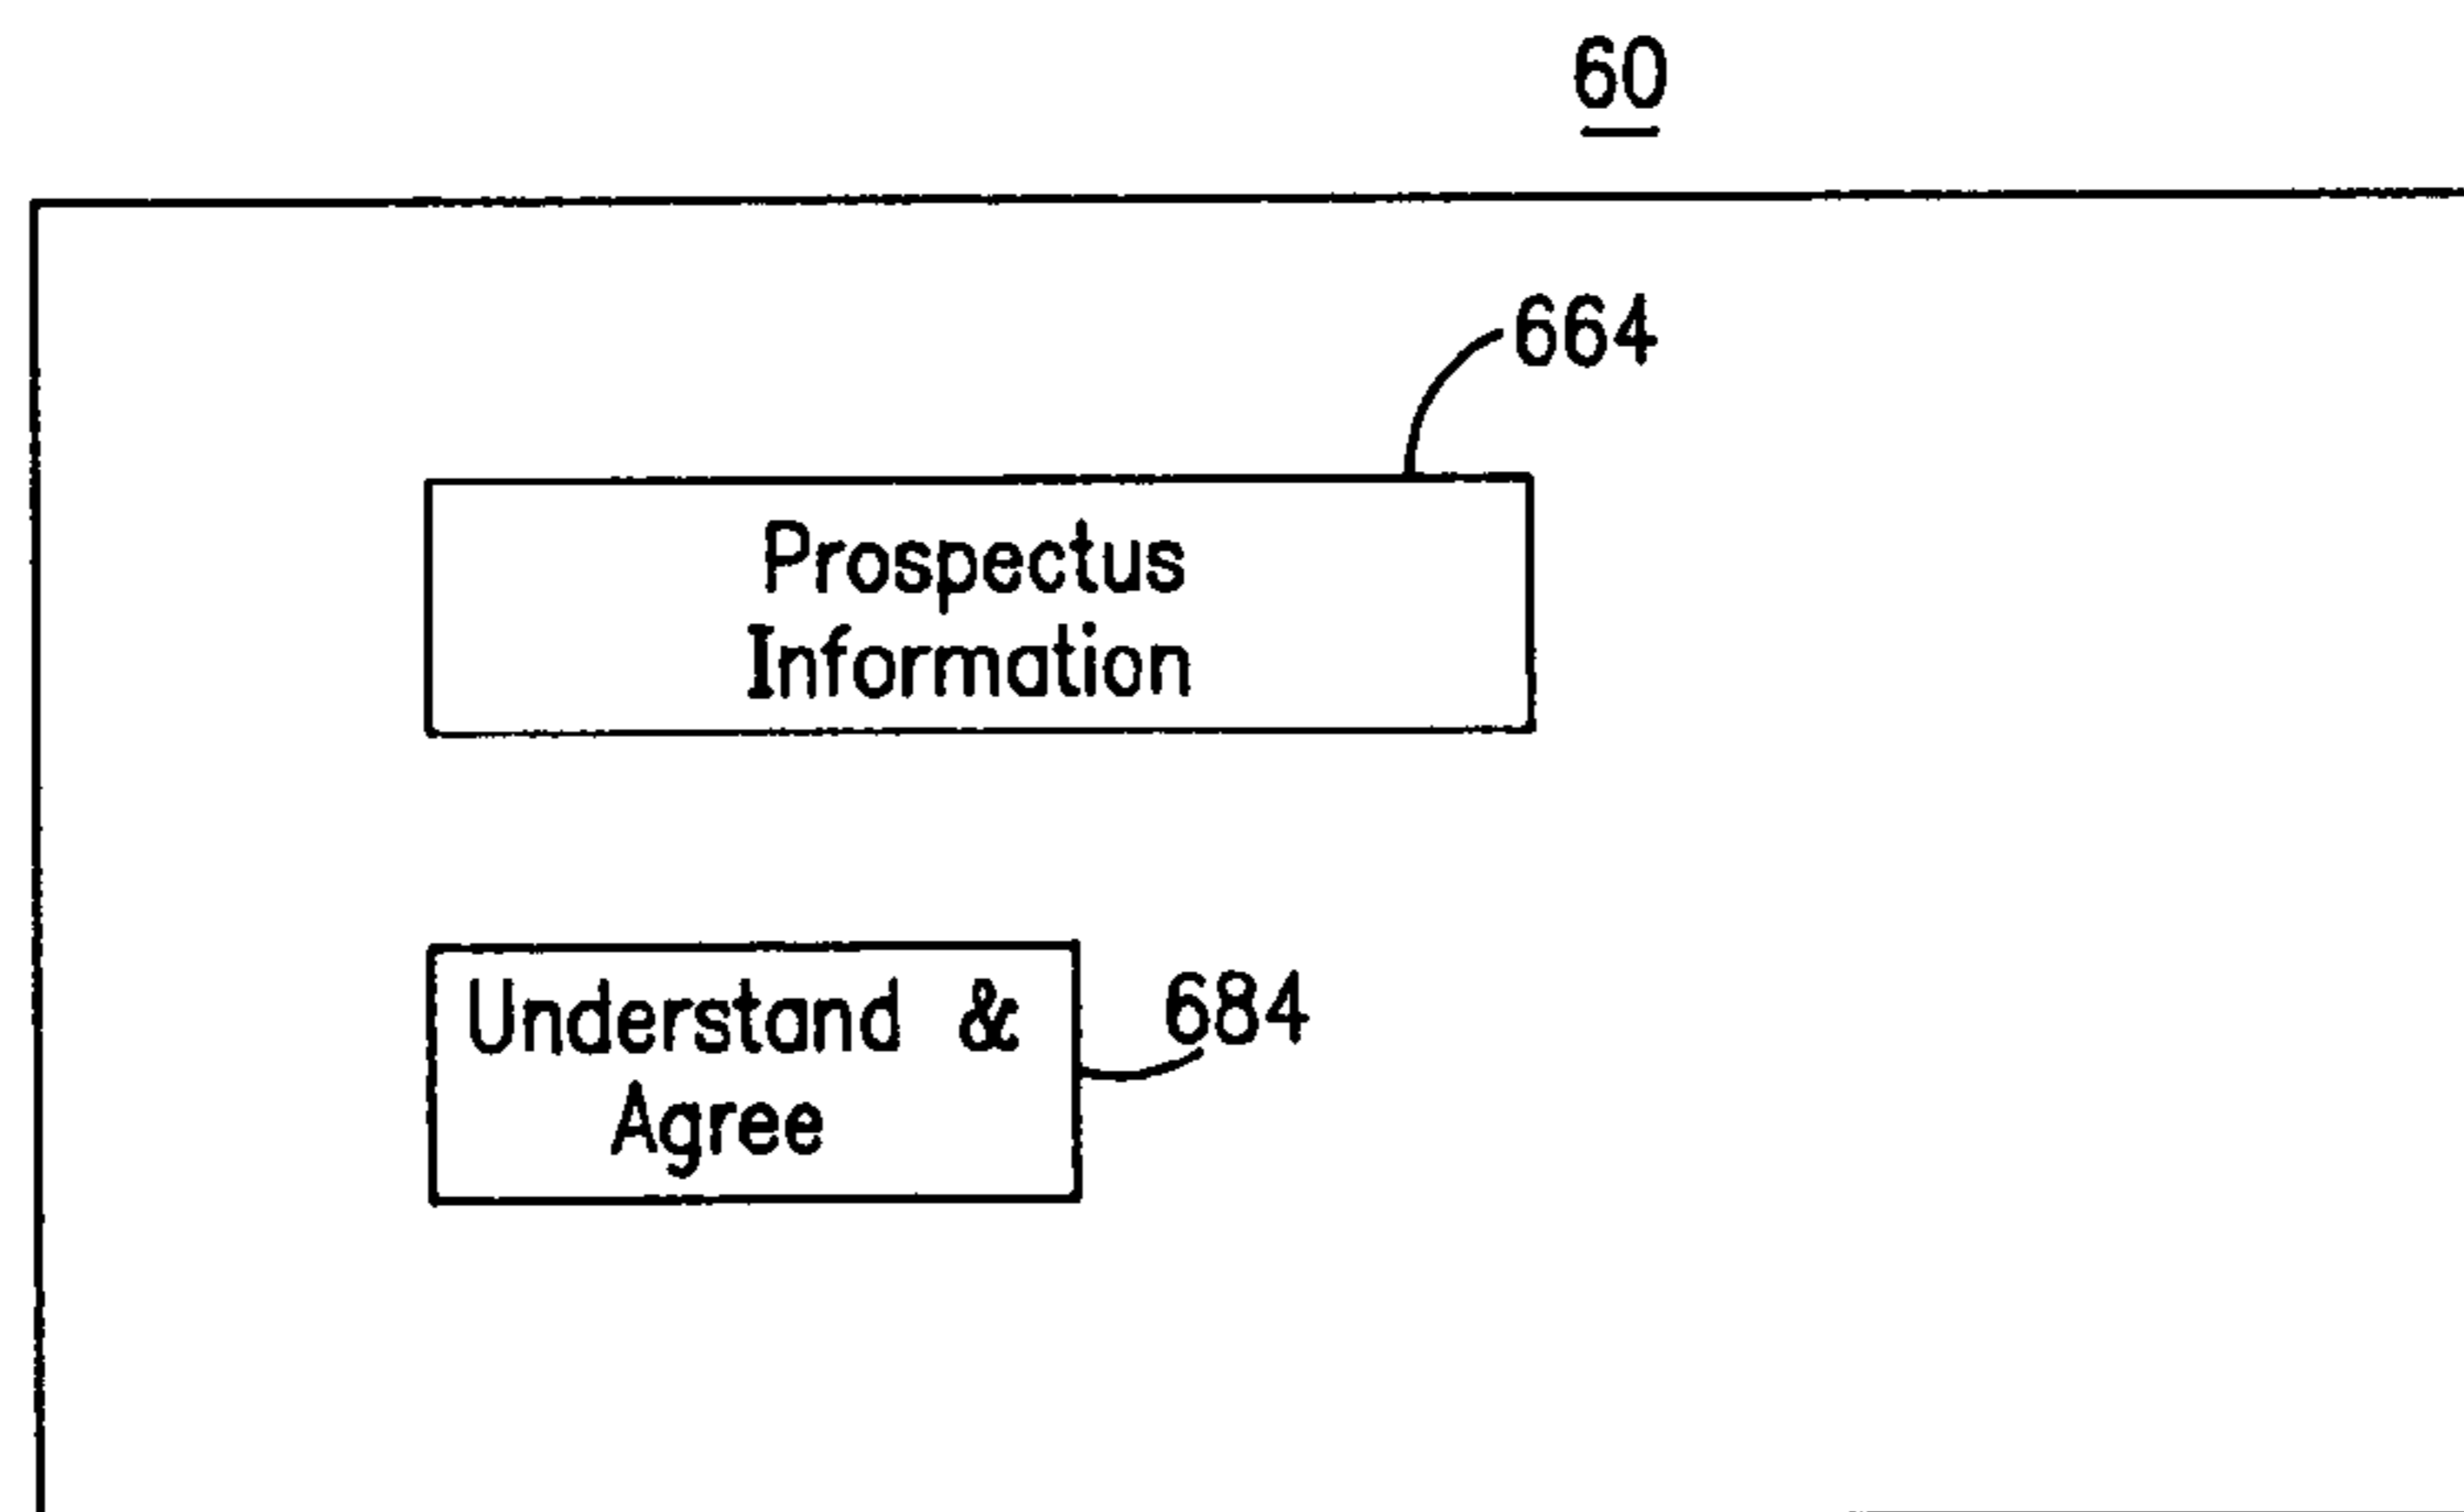 60
664
Prospectus
Information
Understand &
Agree
684